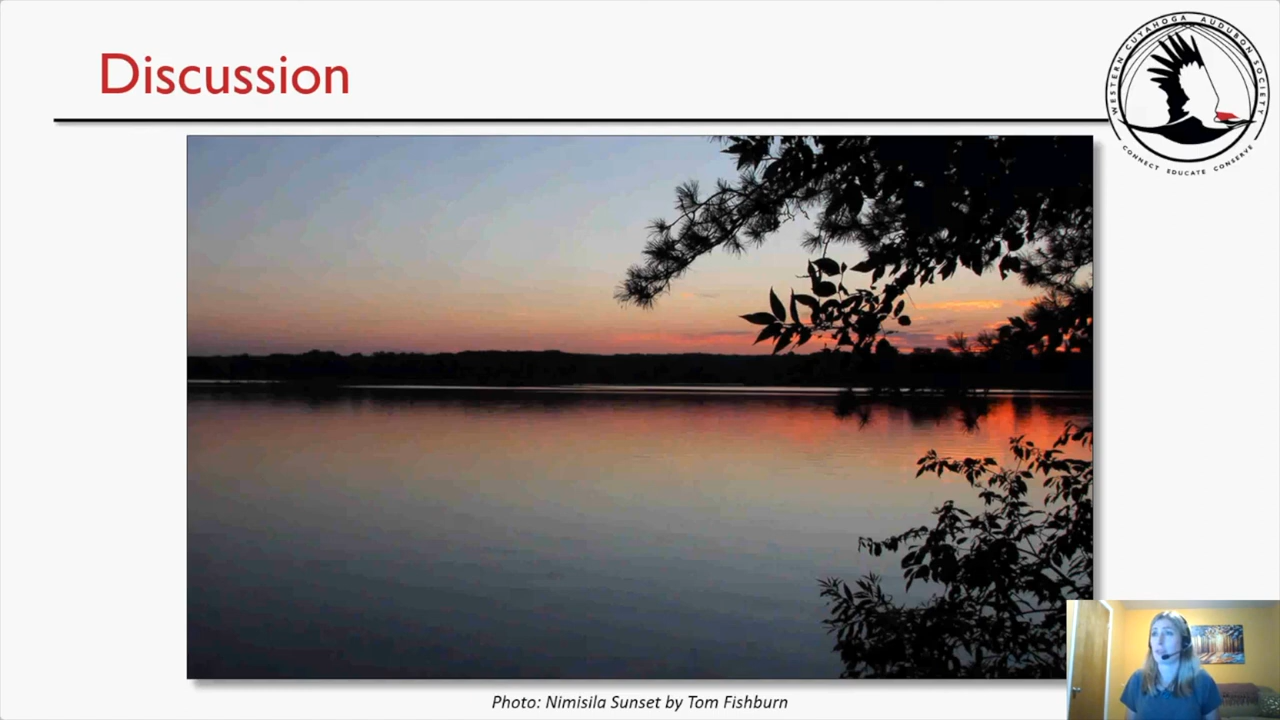 Discussion
WESTERN CUYAHOGA AUDUBON SOCIETY
CONNECT EDUCATE CONSERVE
Photo: Nimisila Sunset by Tom Fishburn